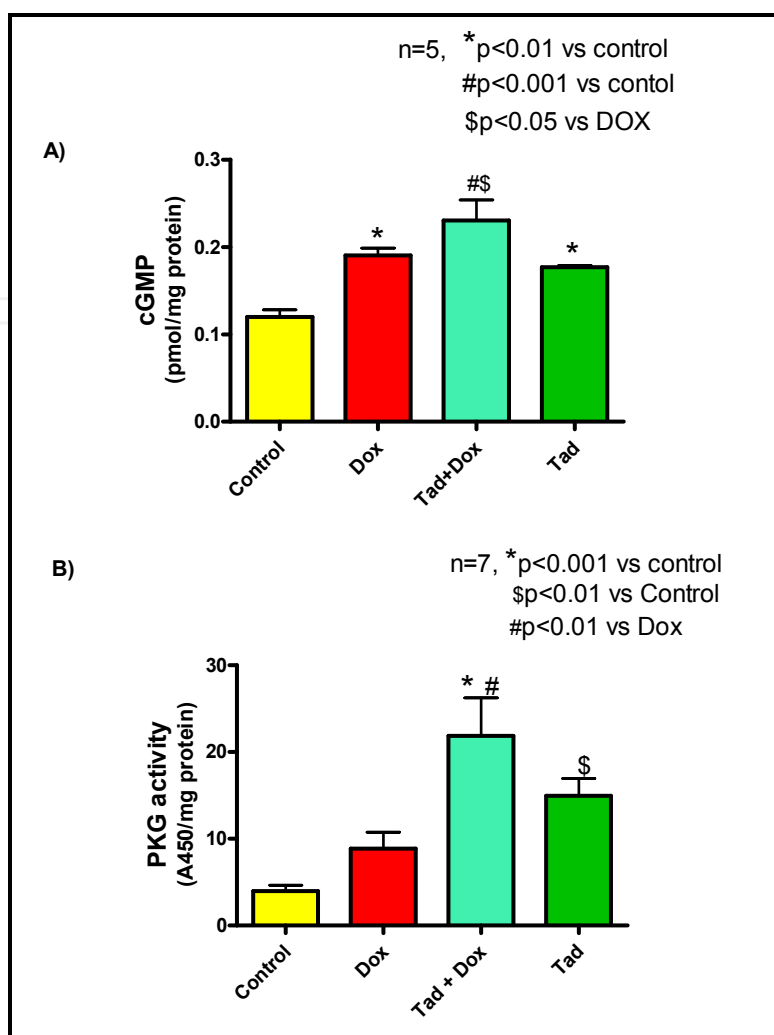 n=5, *p<0.01 vs control
#p<0.001 vs contol
$p<0.05 vs DOX
A)
cGMP
(pmol/mg protein)
0.3
0.2
0.1
0.0
*
#$
*
Control
Dox
Tad+Dox
Tad
B)
n=7, *p<0.001 vs control
$p<0.01 vs Control
#p<0.01 vs Dox
PKG activity
(A450/mg protein)
30
20
10
0
* #
$
Control
Dox
Tad + Dox
Tad